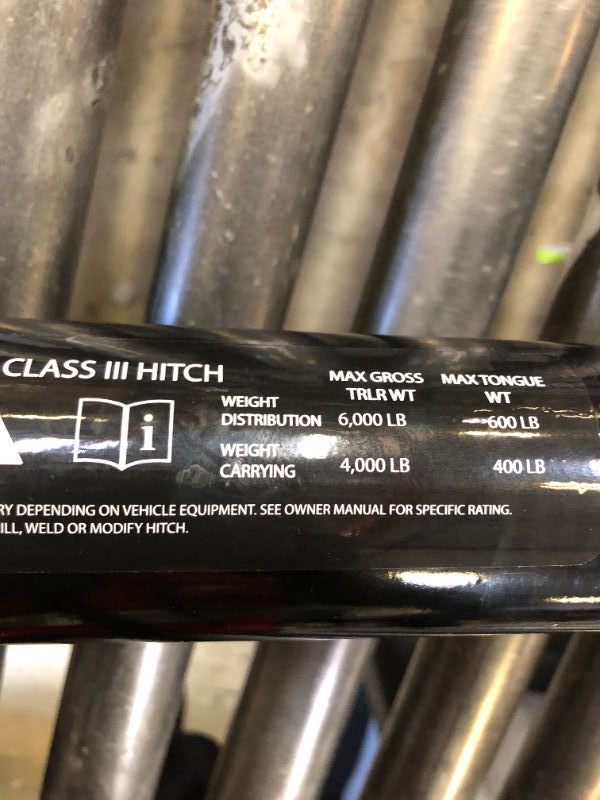 CLASS III HITCH
MAX GROSS TRLR WT
MAX TONGUE WT
WEIGHT DISTRIBUTION 6,000 LB 600 LB
WEIGHT CARRYING 4,000 LB 400 LB
DEPENDING ON VEHICLE EQUIPMENT. SEE OWNER MANUAL FOR SPECIFIC RATING.
WELD OR MODIFY HITCH.